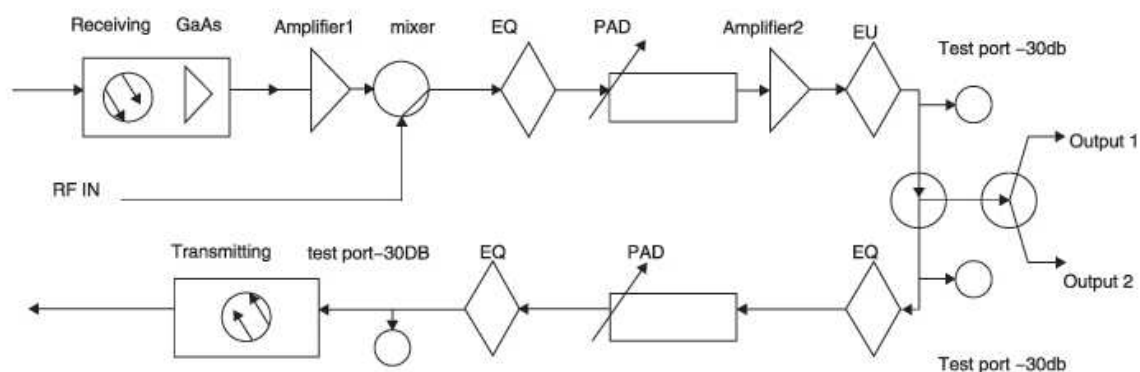 Receiving GaAs Amplifier1 mixer EQ PAD Amplifier2 EU
Test port -30db
Output 1
RF IN
Transmitting test port-30DB EQ PAD EQ
Output 2
Test port -30db